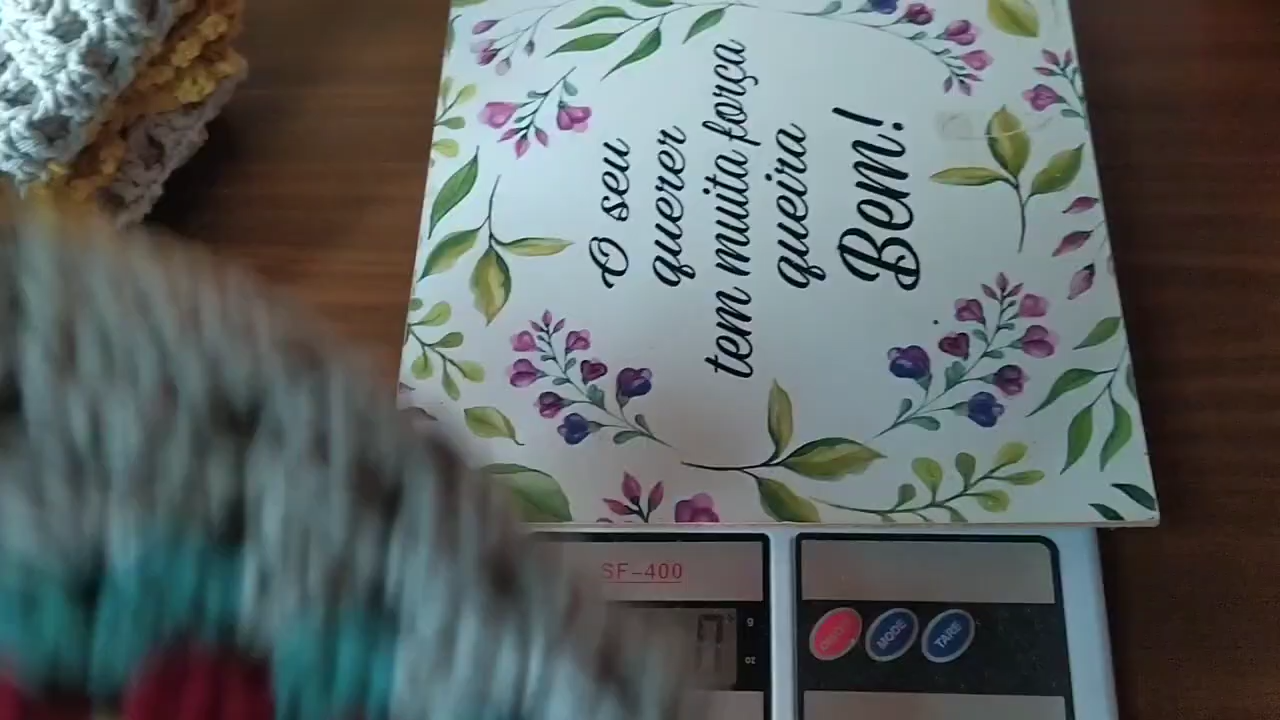 O seu
querer
tem muita força
queira
Bem!
SF-400
MODE
TARE